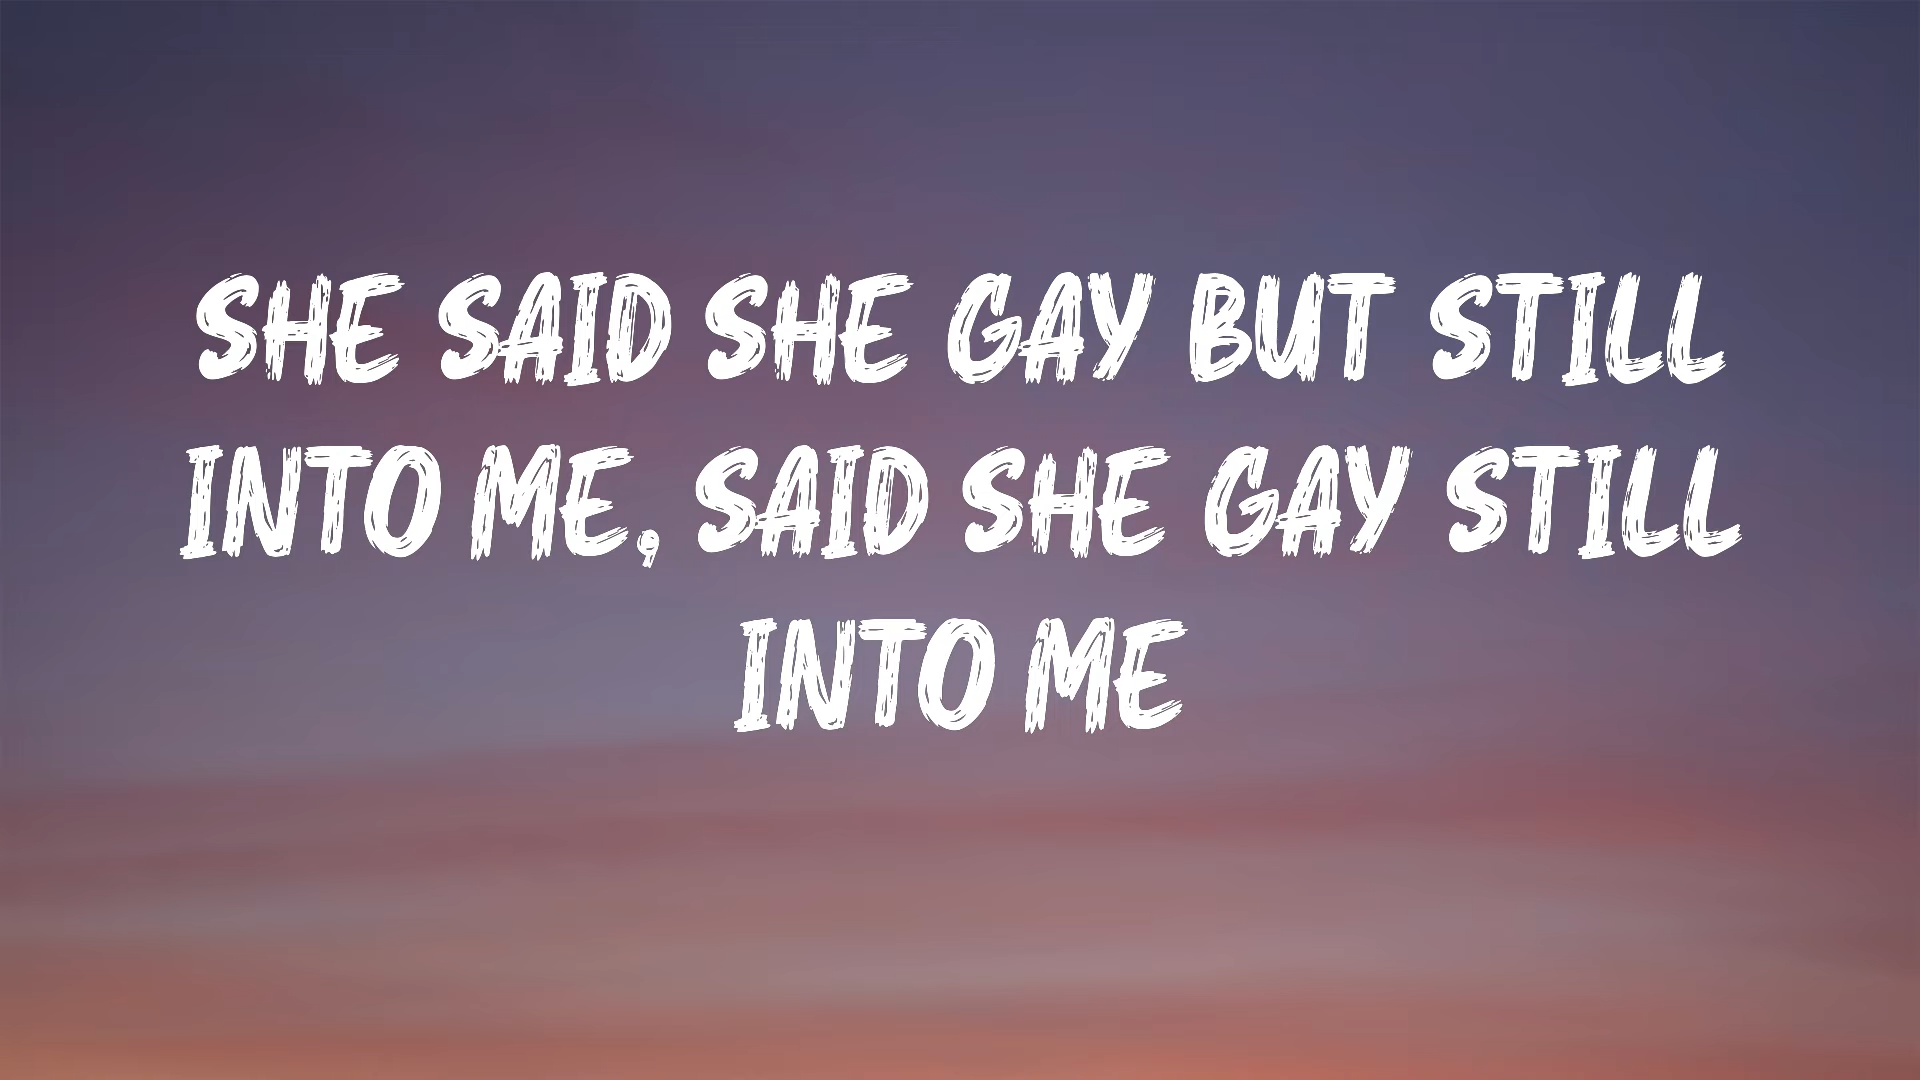 SHE SAID SHE GAY BUT STILL
INTO ME, SAID SHE GAY STILL
INTO ME